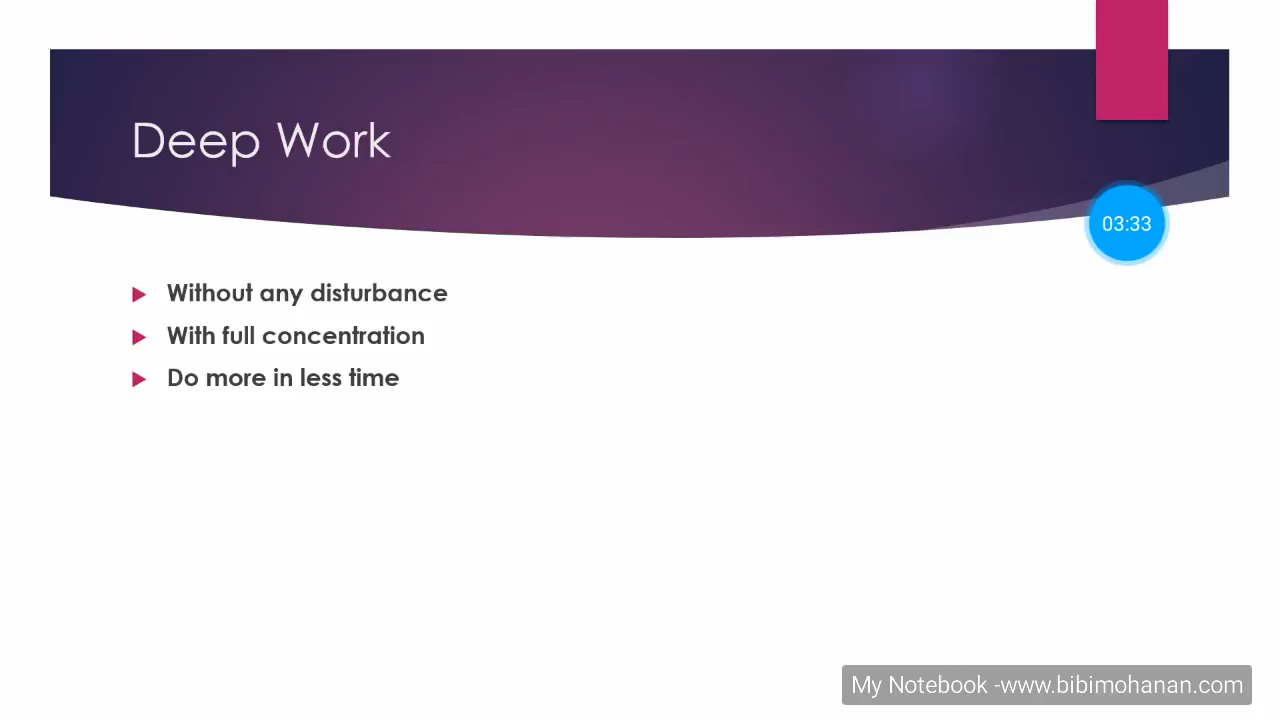 Deep Work
03:33
Without any disturbance
With full concentration
Do more in less time
My Notebook -www.bibimohanan.com